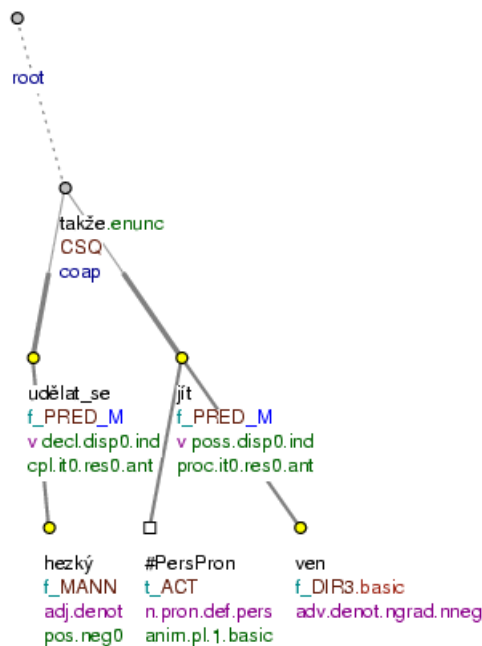 root
takže.enunc
CSQ
coap
udělat_se
f_PRED_M
v decl.disp0.ind
cpl.it0.res0.ant
jít
f_PRED_M
v poss.disp0.ind
proc.it0.res0.ant
hezký
f_MANN
adj.denot
pos.neg0
#PersPron
t_ACT
n.pron.def.pers
anim.pl.1.basic
ven
f_DIR3.basic
adv.denot.ngrad.nneg